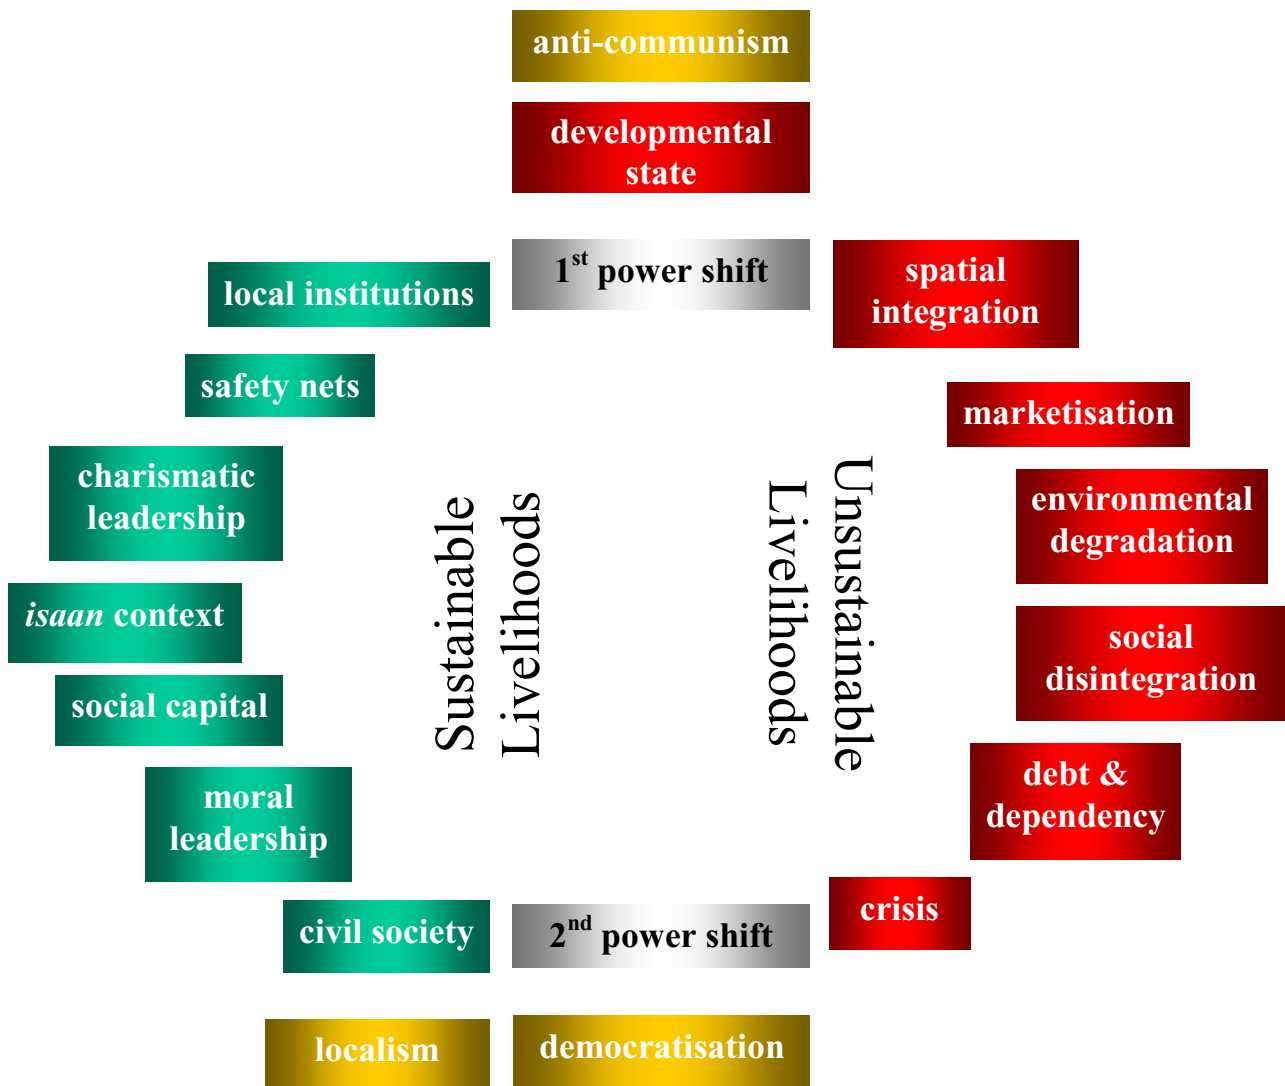 anti-communism
developmental
state
1st power shift
spatial
integration
local institutions
safety nets
marketisation
charismatic
leadership
environmental
degradation
Sustainable
Livelihoods
Unsustainable
Livelihoods
isaan context
social
disintegration
social capital
moral
leadership
debt &
dependency
civil society
2nd power shift
crisis
localism
democratisation